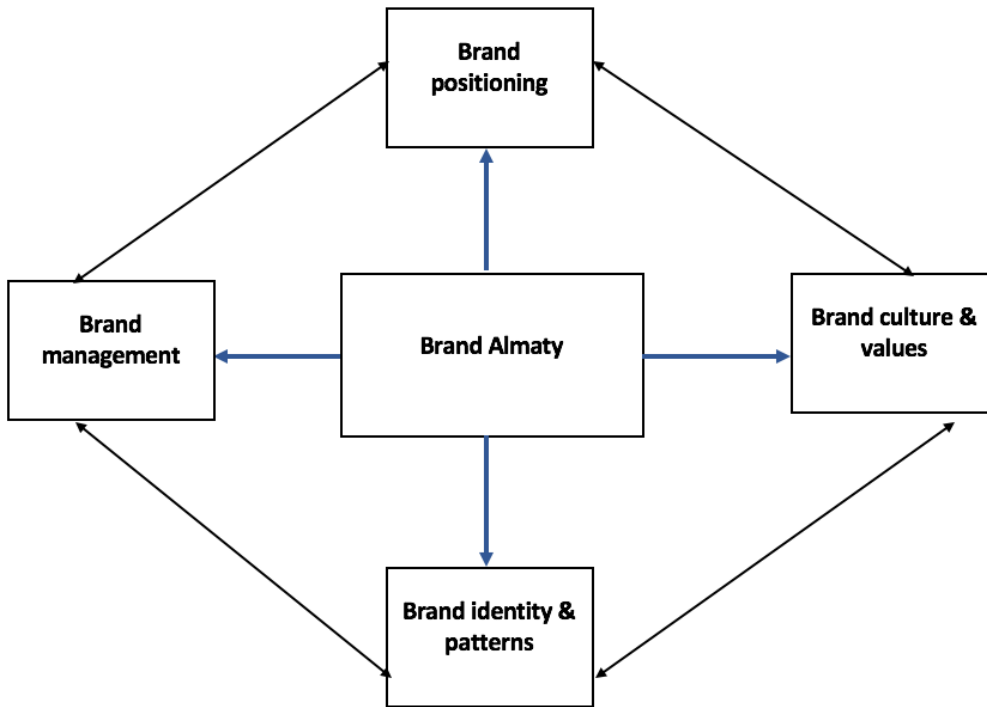 Brand
positioning
Brand
management
Brand Almaty
Brand culture &
values
Brand identity &
patterns